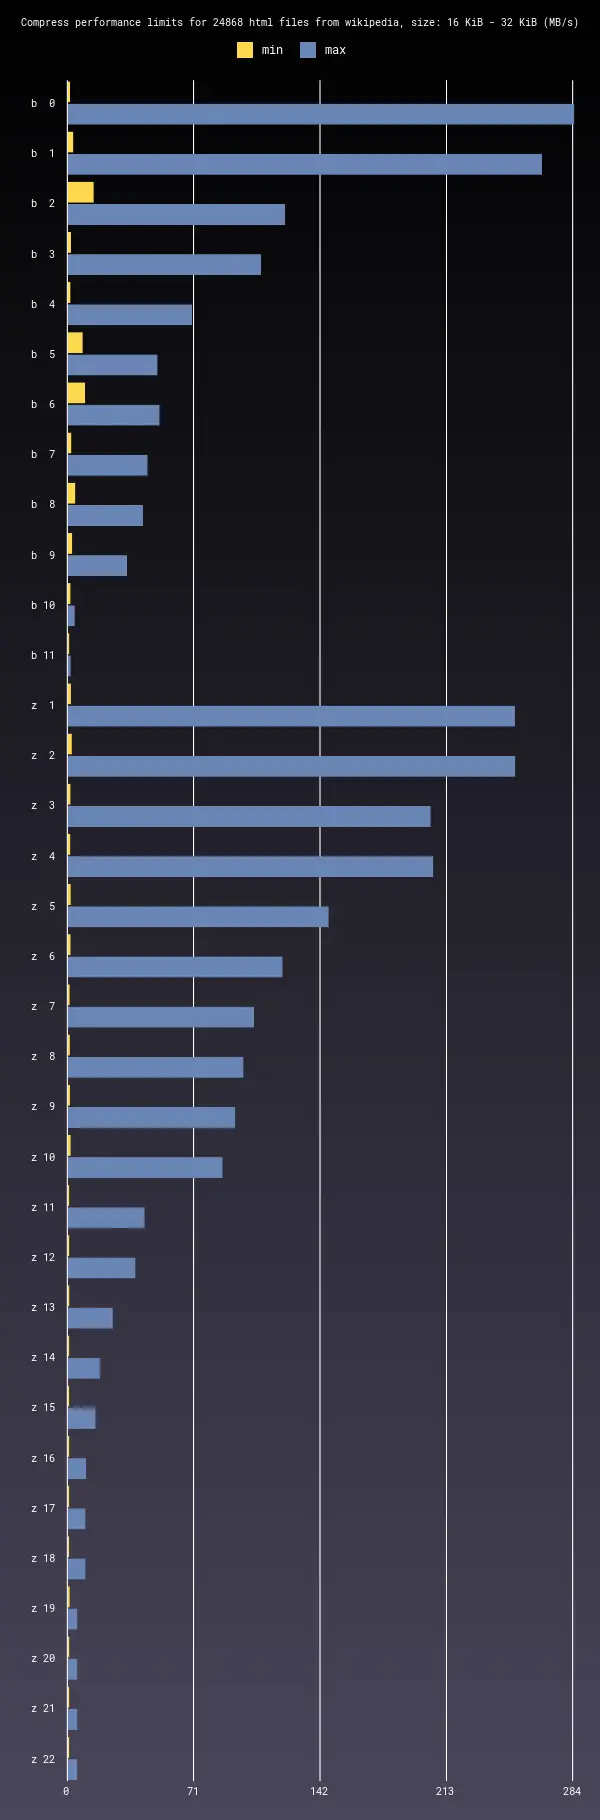 Compress performance limits for 24868 html files from wikipedia, size: 16 KiB - 32 KiB (MB/s)
min max
b 0
b 1
b 2
b 3
b 4
b 5
b 6
b 7
b 8
b 9
b 10
b 11
z 1
z 2
z 3
z 4
z 5
z 6
z 7
z 8
z 9
z 10
z 11
z 12
z 13
z 14
z 15
z 16
z 17
z 18
z 19
z 20
z 21
z 22
0 71 142 213 284